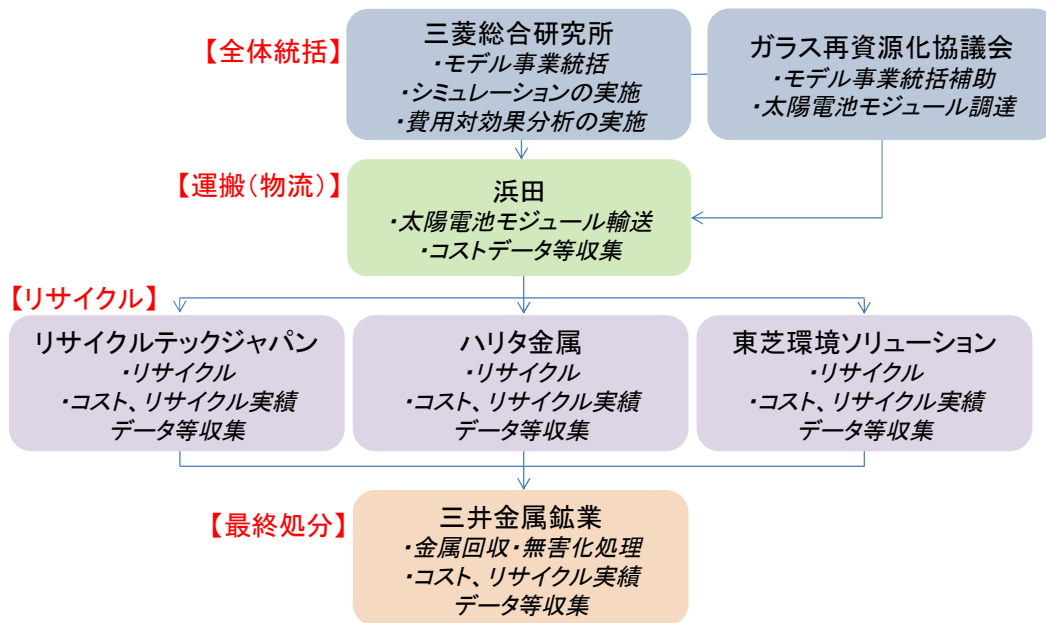 【全体統括】
三菱総合研究所
・モデル事業統括
・シミュレーションの実施
・費用対効果分析の実施
ガラス再資源化協議会
・モデル事業統括補助
・太陽電池モジュール調達
【運搬(物流)】
浜田
・太陽電池モジュール輸送
・コストデータ等収集
【リサイクル】
リサイクルテックジャパン
・リサイクル
・コスト、リサイクル実績
データ等収集
ハリタ金属
・リサイクル
・コスト、リサイクル実績
データ等収集
東芝環境ソリューション
・リサイクル
・コスト、リサイクル実績
データ等収集
【最終処分】
三井金属鉱業
・金属回収・無害化処理
・コスト、リサイクル実績
データ等収集